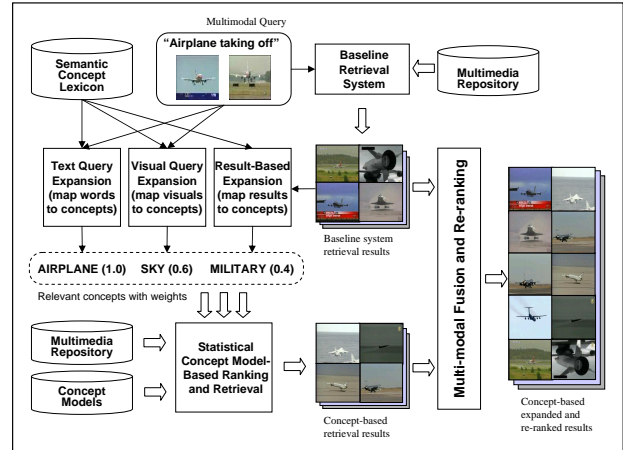 Multimodal Query
"Airplane taking off"
Semantic
Concept
Lexicon
Baseline
Retrieval
System
Multimedia
Repository
Text Query
Expansion
(map words
to concepts)
Visual Query
Expansion
(map visuals
to concepts)
Result-Based
Expansion
(map results
to concepts)
Baseline system
retrieval results
AIRPLANE (1.0) SKY (0.6) MILITARY (0.4)
Relevant concepts with weights
Multimedia
Repository
Concept
Models
Statistical
Concept Model-
Based Ranking
and Retrieval
Concept-based
retrieval results
Multi-modal Fusion and Re-ranking
Concept-based
expanded and
re-ranked results